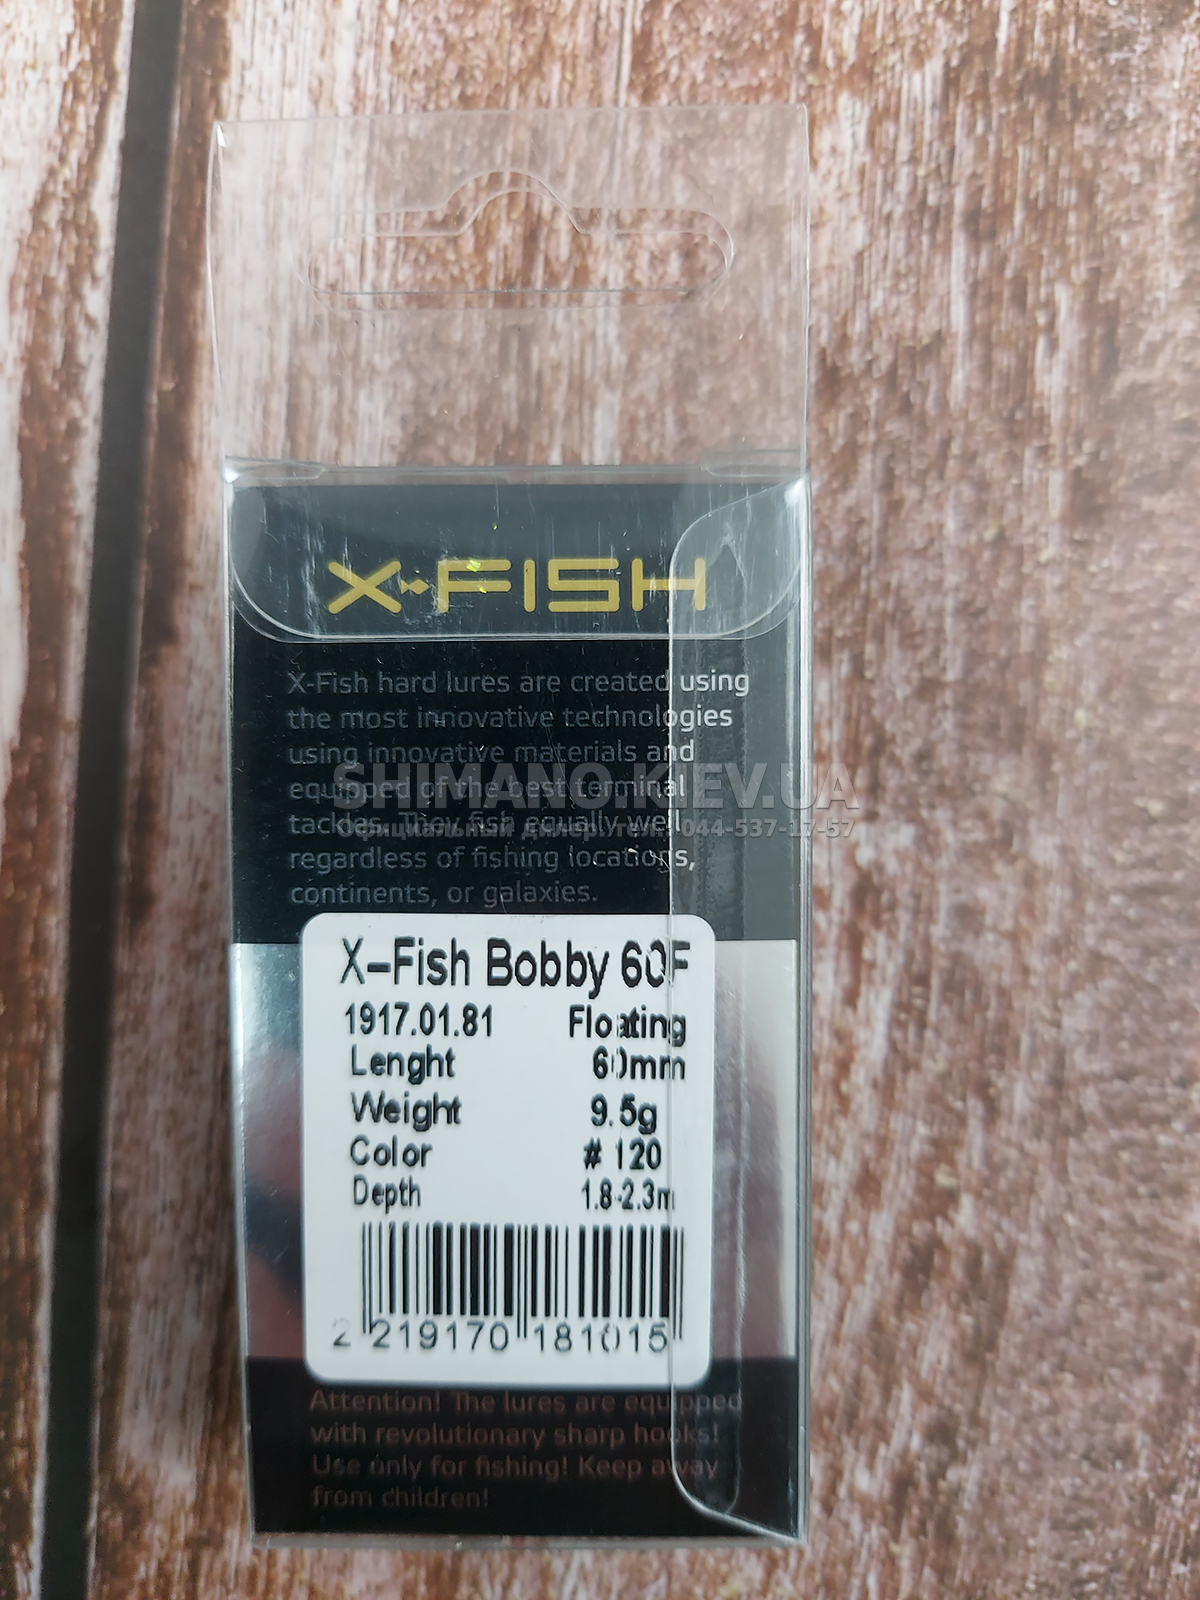 X-FISH
X-Fish hard lures are created using
the most innovative technologies
using innovative materials and
equipped of the best terminal
tackles. They fish equally well
regardless of fishing locations,
continents, or galaxies.
SHIMANO.KIEV.UA
Официальный дилер. тел.: 044-537-17-57
X-Fish Bobby 60F
1917.01.81 Floating
Lenght 60mm
Weight 9.5g
Color # 120
Depth 1.8-2.3m
2 219170 181015
Attention! The lures are equipped
with revolutionary sharp hooks!
Use only for fishing! Keep away
from children!